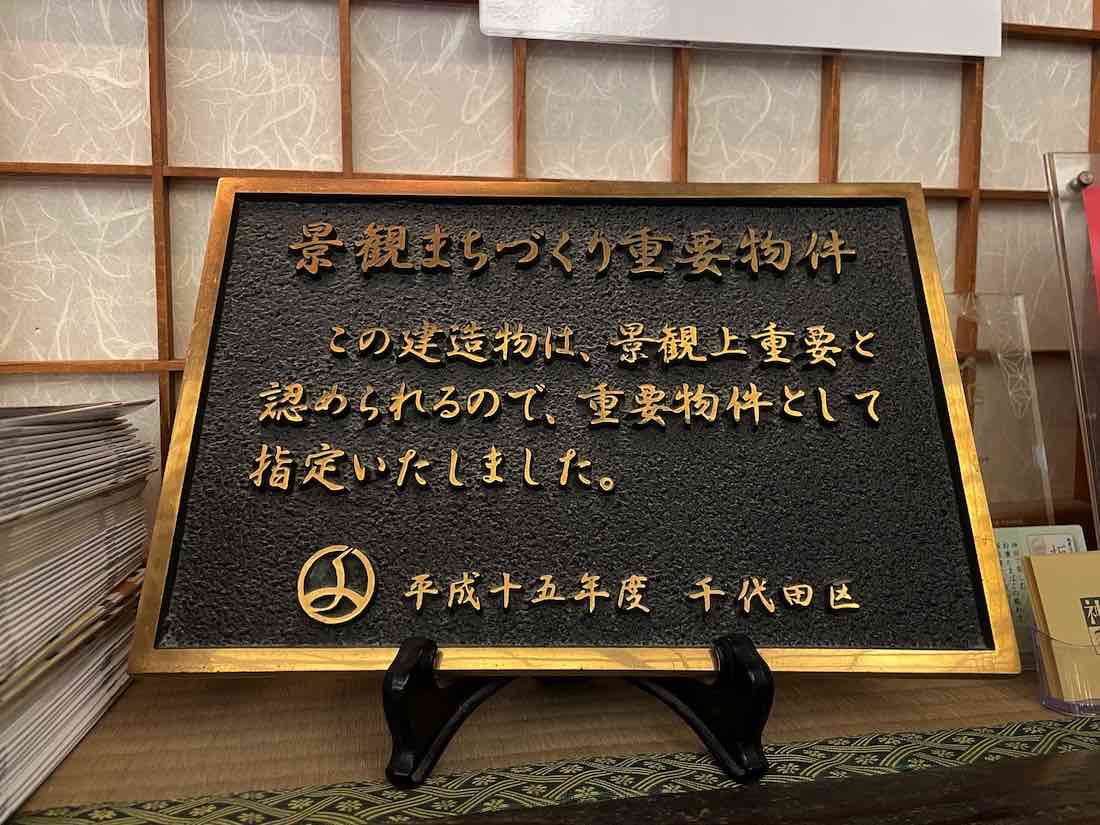 景観まちづくり重要物件
この建造物は、景観上重要と
認められるので、重要物件として
指定いたしました。
平成十五年度 千代田区